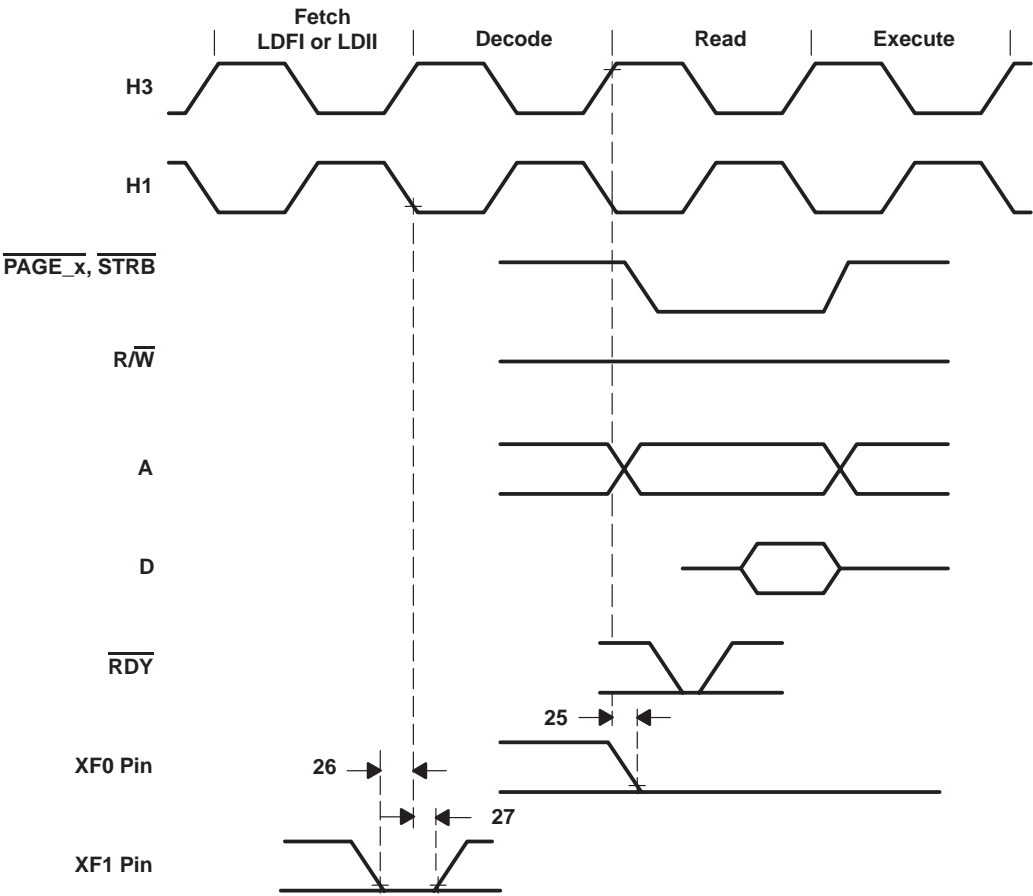 Fetch
LDFI or LDII
Decode
Read
Execute
H3
H1
PAGE_x, STRB
R/W
A
D
RDY
25
XF0 Pin
26
27
XF1 Pin